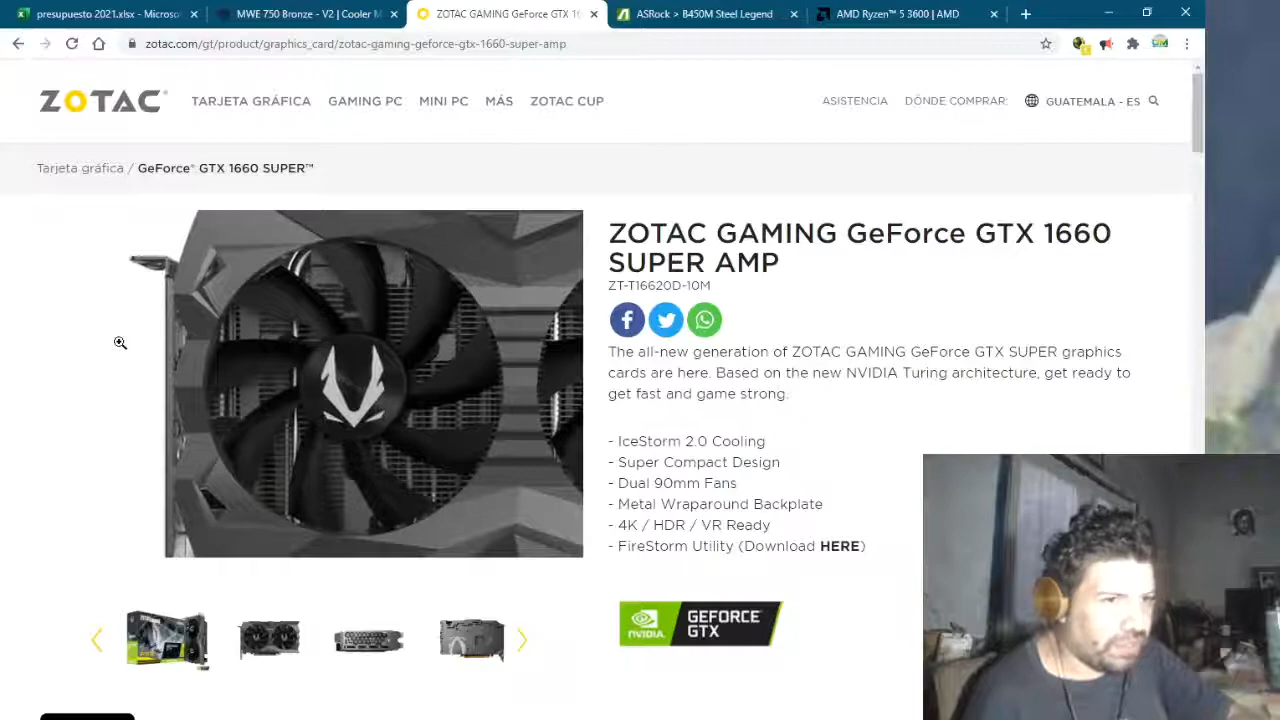 presupuesto 2021.xlsx - Microso
MWE 750 Bronze - V2 | Cooler M
ZOTAC GAMING GeForce GTX 16
ASRock > B450M Steel Legend
AMD Ryzen™ 5 3600 | AMD
zotac.com/gt/product/graphics_card/zotac-gaming-geforce-gtx-1660-super-amp
ZOTAC®
TARJETA GRÁFICA
GAMING PC
MINI PC
MÁS
ZOTAC CUP
ASISTENCIA
DÓNDE COMPRAR
GUATEMALA - ES
Tarjeta gráfica / GeForce® GTX 1660 SUPER™
ZOTAC GAMING GeForce GTX 1660
SUPER AMP
ZT-T16620D-10M
The all-new generation of ZOTAC GAMING GeForce GTX SUPER graphics
cards are here. Based on the new NVIDIA Turing architecture, get ready to
get fast and game strong.
- IceStorm 2.0 Cooling
- Super Compact Design
- Dual 90mm Fans
- Metal Wraparound Backplate
- 4K / HDR / VR Ready
- FireStorm Utility (Download HERE)
NVIDIA
GEFORCE
GTX